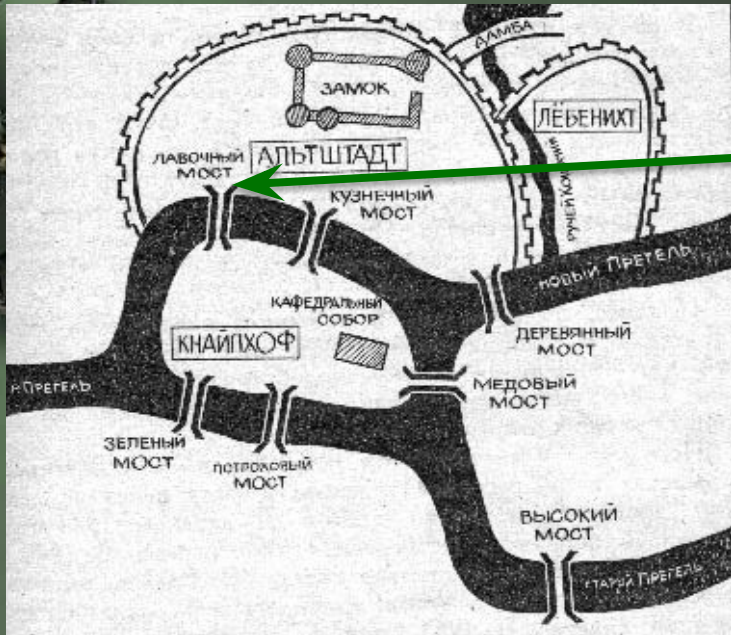 ДАМБА
ЗАМОК
ЛЁБЕНИХТ
ЛАВОЧНЫЙ
МОСТ
АЛЬТШТАДТ
КУЗНЕЧНЫЙ
МОСТ
РУЧЕЙ
НОВЫЙ ПРЕГЕЛЬ
КАФЕДРАЛЬНЫЙ
СОБОР
КНАЙПХОФ
ДЕРЕВЯННЫЙ
МОСТ
Р. ПРЕГЕЛЬ
МЕДОВЫЙ
МОСТ
ЗЕЛЕНЫЙ
МОСТ
ПОТРОХОВЫЙ
МОСТ
ВЫСОКИЙ
МОСТ
СТАРЫЙ ПРЕГЕЛЬ